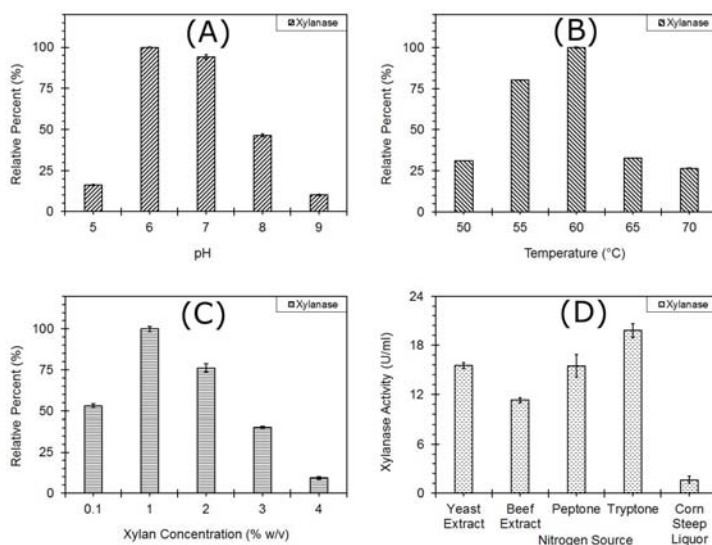 (A)
Xylanase
Relative Percent (%)
100
75
50
25
0
5 6 7 8 9
pH
(B)
Xylanase
Relative Percent (%)
100
75
50
25
0
50 55 60 65 70
Temperature (°C)
(C)
Xylanase
Relative Percent (%)
100
75
50
25
0
0.1 1 2 3 4
Xylan Concentration (% w/v)
(D)
Xylanase
Xylanase Activity (U/ml)
24
18
12
6
0
Yeast Beef Peptone Tryptone Corn
Extract Extract Steep
Nitrogen Source Liquor